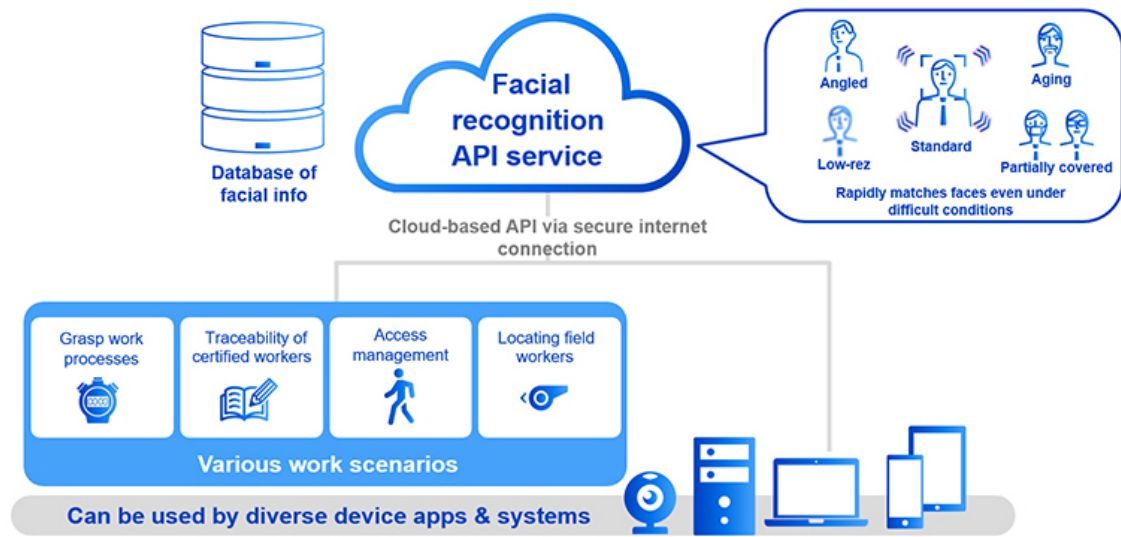 Facial
recognition
API service
Database of
facial info
Angled
Aging
Standard
Low-rez
Partially covered
Rapidly matches faces even under
difficult conditions
Cloud-based API via secure internet
connection
Grasp work
processes
Traceability of
certified workers
Access
management
Locating field
workers
Various work scenarios
Can be used by diverse device apps & systems